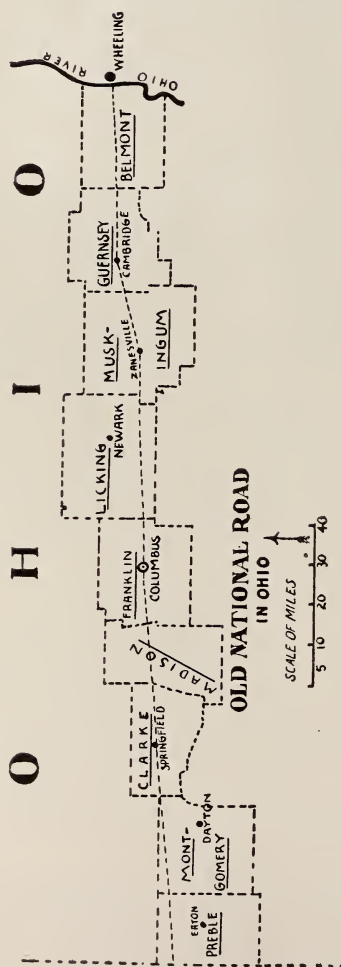 O H I O
PREBLE
EATON
MONT-
GOMERY
DAYTON
CLARKE
SPRINGFIELD
MADISON
FRANKLIN
COLUMBUS
LICKING
NEWARK
MUSK-
INGUM
ZANESVILLE
GUERNSEY
CAMBRIDGE
BELMONT
OHIO RIVER
WHEELING
OLD NATIONAL ROAD
IN OHIO
SCALE OF MILES
5 10 20 30 40